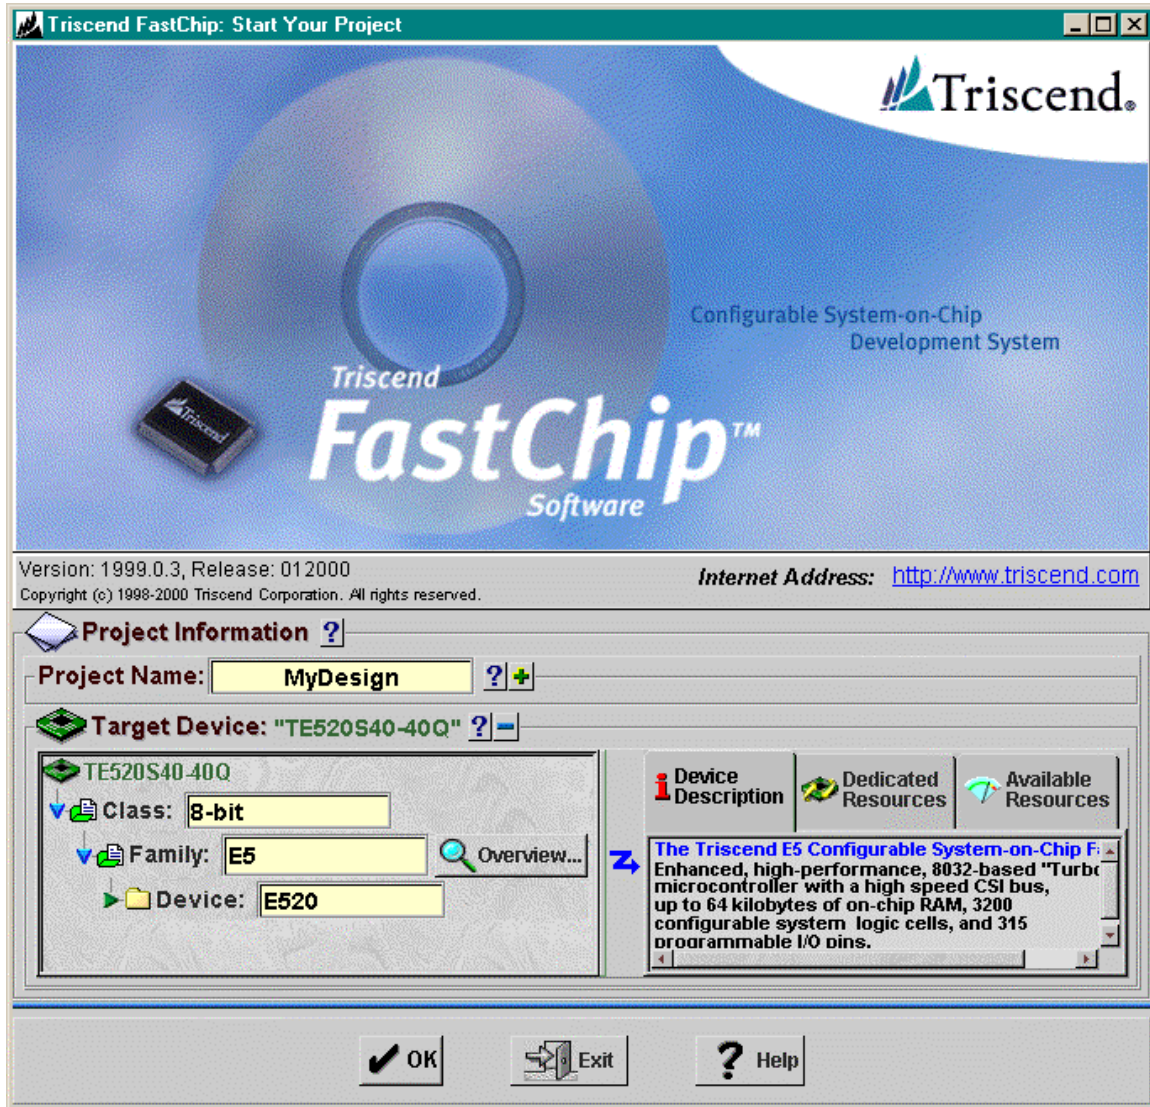 Triscend FastChip: Start Your Project
Triscend®
Configurable System-on-Chip
Development System
Triscend
Triscend
FastChip™
Software
Version: 1999.0.3, Release: 012000
Internet Address: http://www.triscend.com
Copyright (c) 1998-2000 Triscend Corporation. All rights reserved.
Project Information ?
Project Name: MyDesign ?
Target Device: "TE520S40-40Q" ?
TE520S40-40Q
Class: 8-bit
Family: E5 Overview...
Device: E520
Device Description
Dedicated Resources
Available Resources
The Triscend E5 Configurable System-on-Chip
Enhanced, high-performance, 8032-based "Turbo
microcontroller with a high speed CSI bus,
up to 64 kilobytes of on-chip RAM, 3200
configurable system logic cells, and 315
programmable I/O pins.
OK
Exit
? Help